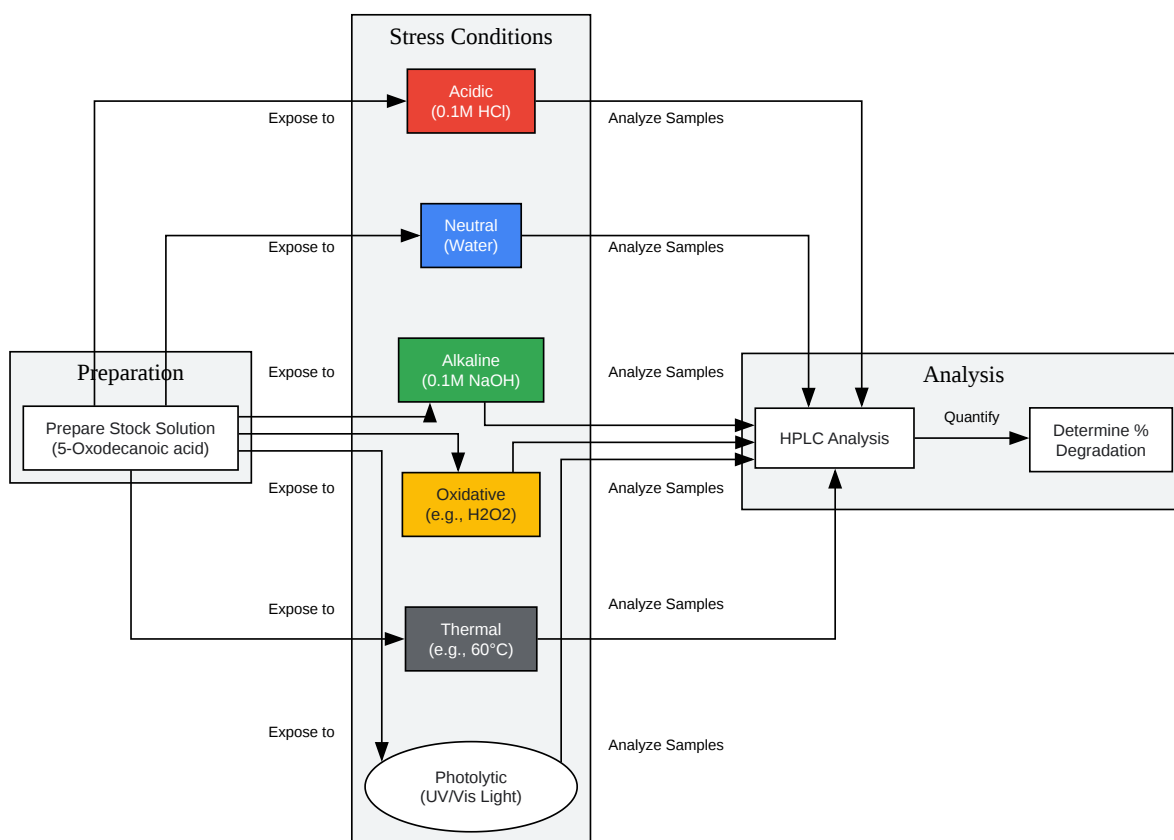 Stress Conditions
Acidic
(0.1M HCl)
Expose to
Analyze Samples
Neutral
(Water)
Expose to
Analyze Samples
Alkaline
(0.1M NaOH)
Expose to
Analyze Samples
Preparation
Prepare Stock Solution
(5-Oxodecanoic acid)
Analysis
HPLC Analysis
Quantify
Determine %
Degradation
Expose to
Oxidative
(e.g., H2O2)
Analyze Samples
Expose to
Thermal
(e.g., 60°C)
Analyze Samples
Expose to
Photolytic
(UV/Vis Light)
Analyze Samples